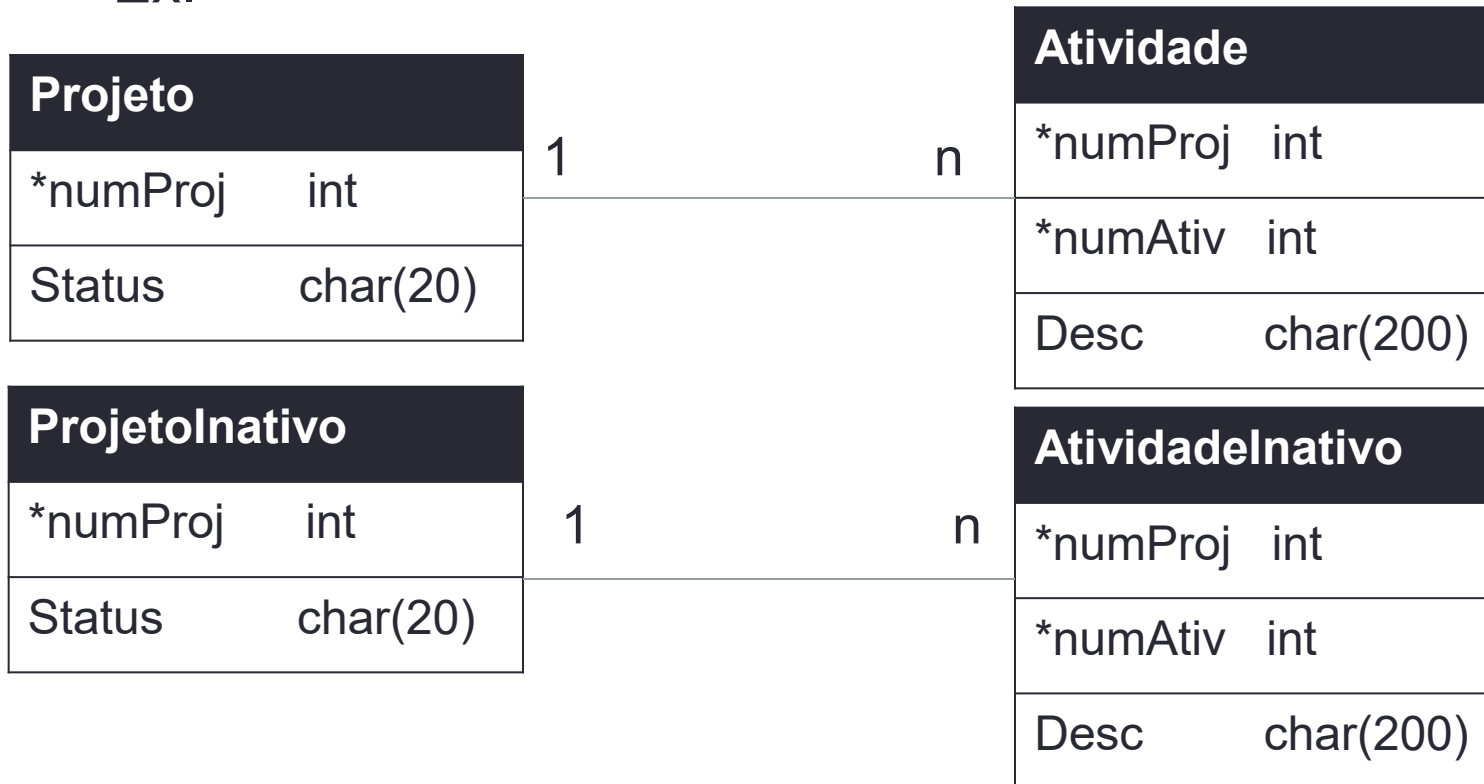 Ex:
Projeto
*numProj int
Status char(20)
1 n
Atividade
*numProj int
*numAtiv int
Desc char(200)
ProjetoInativo
*numProj int
Status char(20)
1 n
AtividadeInativo
*numProj int
*numAtiv int
Desc char(200)